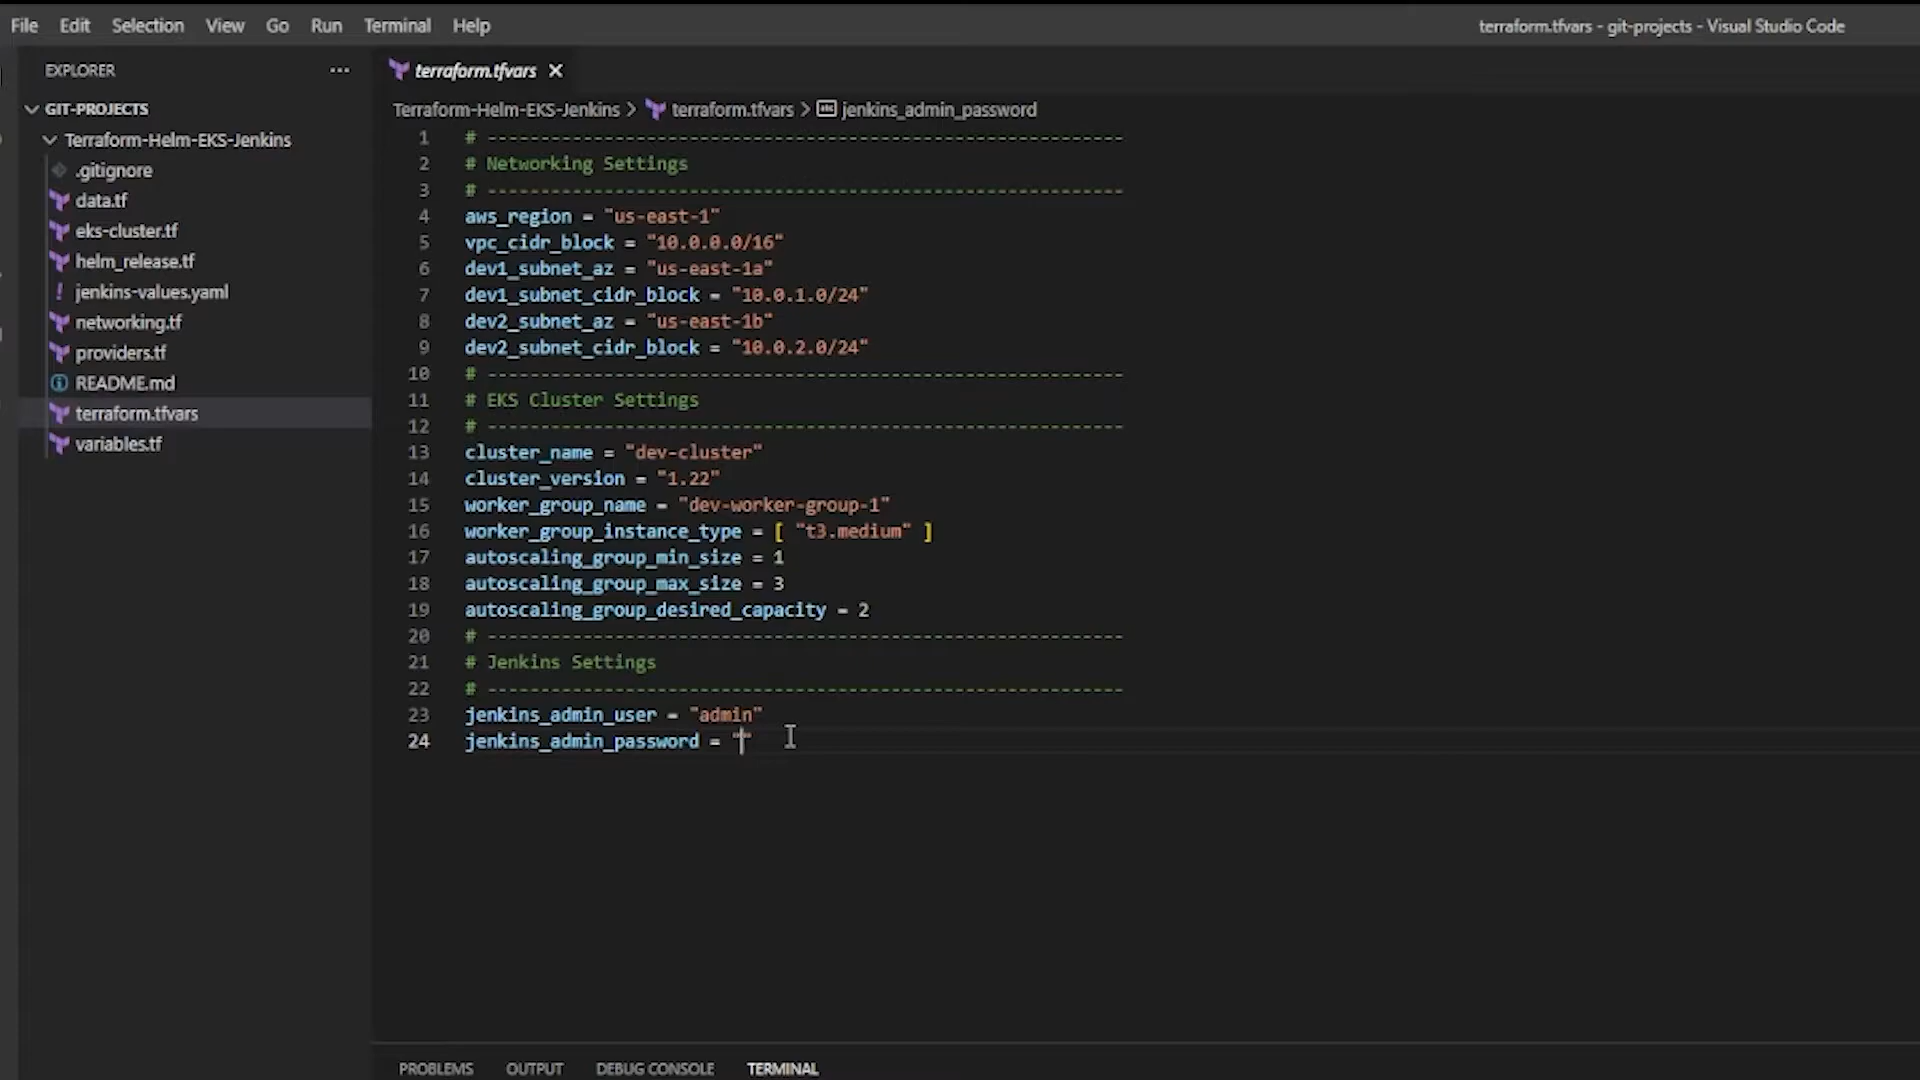 File Edit Selection View Go Run Terminal Help
terraform.tfvars - git-projects - Visual Studio Code
EXPLORER
GIT-PROJECTS
Terraform-Helm-EKS-Jenkins
.gitignore
data.tf
eks-cluster.tf
helm_release.tf
! jenkins-values.yaml
networking.tf
providers.tf
README.md
terraform.tfvars
variables.tf
terraform.tfvars
Terraform-Helm-EKS-Jenkins > terraform.tfvars > jenkins_admin_password
1 # ------------------------------------------------------------
2 # Networking Settings
3 # ------------------------------------------------------------
4 aws_region = "us-east-1"
5 vpc_cidr_block = "10.0.0.0/16"
6 dev1_subnet_az = "us-east-1a"
7 dev1_subnet_cidr_block = "10.0.1.0/24"
8 dev2_subnet_az = "us-east-1b"
9 dev2_subnet_cidr_block = "10.0.2.0/24"
10 # ------------------------------------------------------------
11 # EKS Cluster Settings
12 # ------------------------------------------------------------
13 cluster_name = "dev-cluster"
14 cluster_version = "1.22"
15 worker_group_name = "dev-worker-group-1"
16 worker_group_instance_type = [ "t3.medium" ]
17 autoscaling_group_min_size = 1
18 autoscaling_group_max_size = 3
19 autoscaling_group_desired_capacity = 2
20 # ------------------------------------------------------------
21 # Jenkins Settings
22 # ------------------------------------------------------------
23 jenkins_admin_user = "admin"
24 jenkins_admin_password = ""
PROBLEMS OUTPUT DEBUG CONSOLE TERMINAL